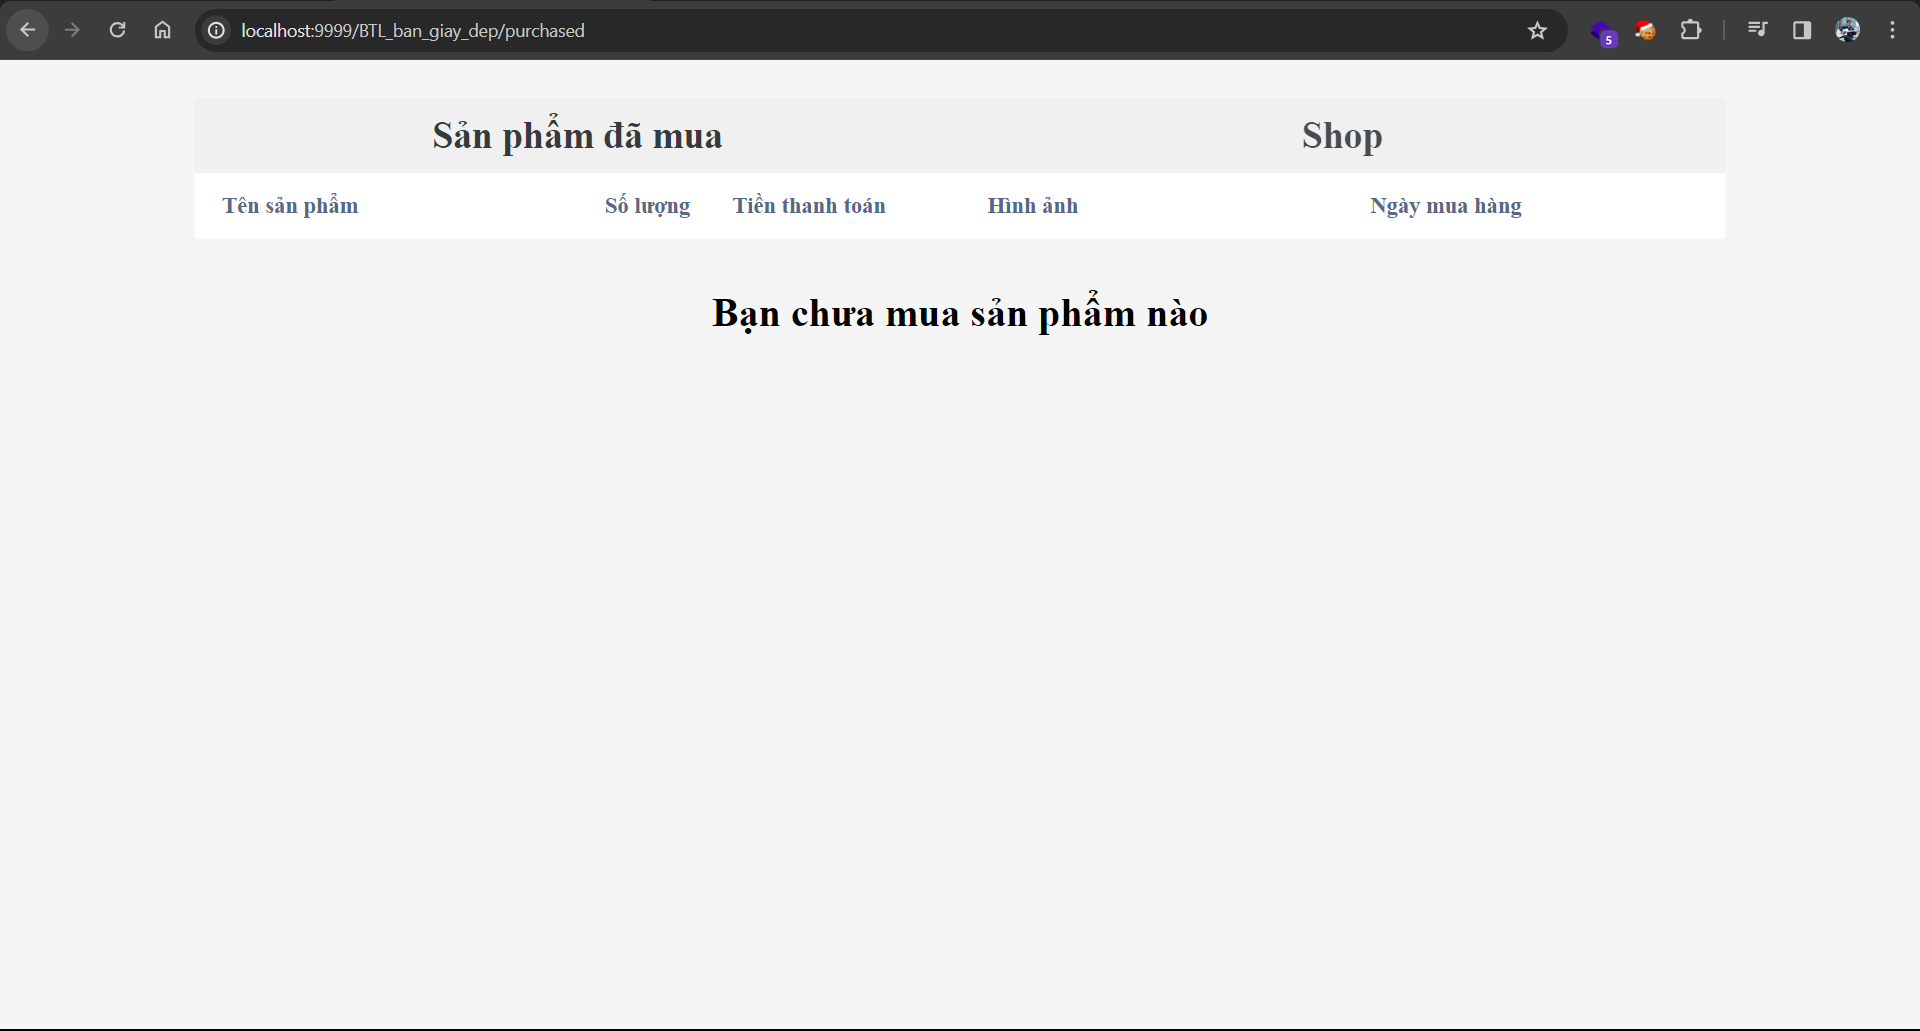 localhost:9999/BTL_ban_giay_dep/purchased
5
Sản phẩm đã mua Shop
Tên sản phẩm Số lượng Tiền thanh toán Hình ảnh Ngày mua hàng
Bạn chưa mua sản phẩm nào